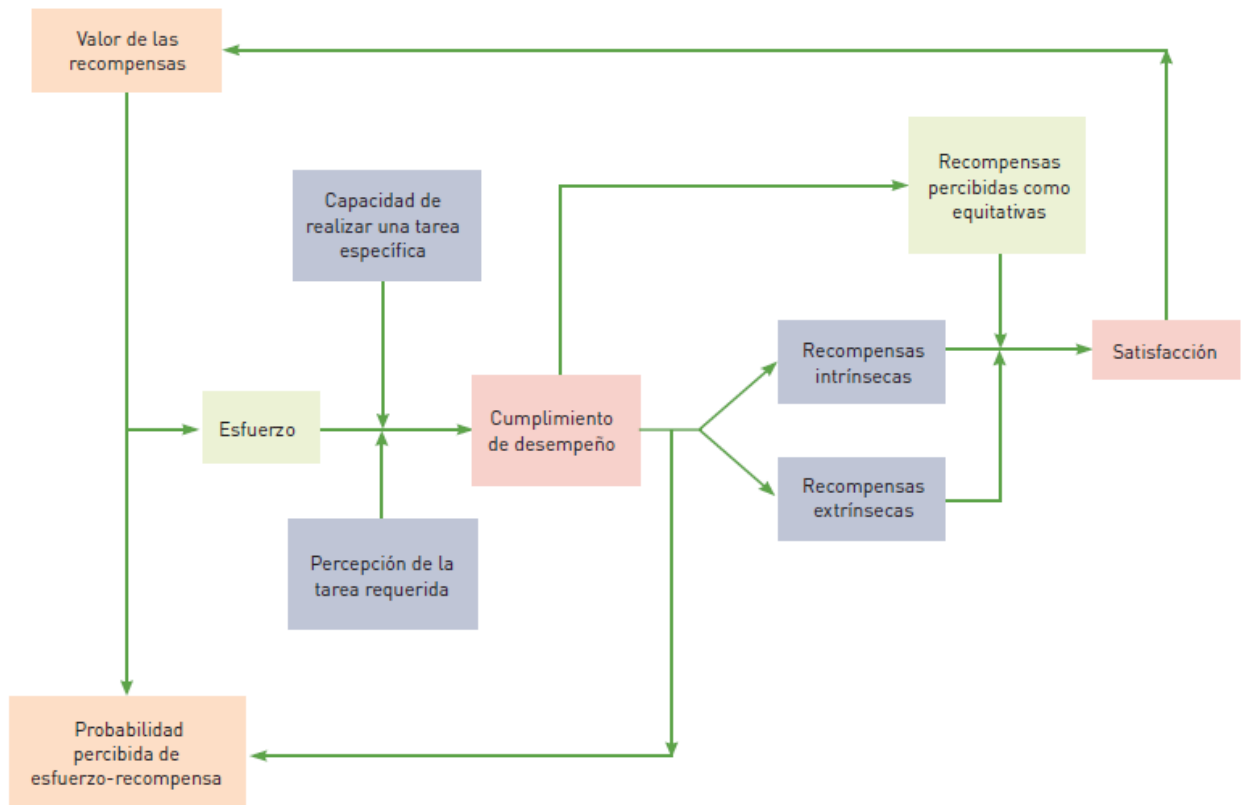 Valor de las
recompensas
Recompensas
percibidas como
equitativas
Capacidad de
realizar una tarea
específica
Recompensas
intrínsecas
Satisfacción
Esfuerzo
Cumplimiento
de desempeño
Recompensas
extrínsecas
Percepción de la
tarea requerida
Probabilidad
percibida de
esfuerzo-recompensa